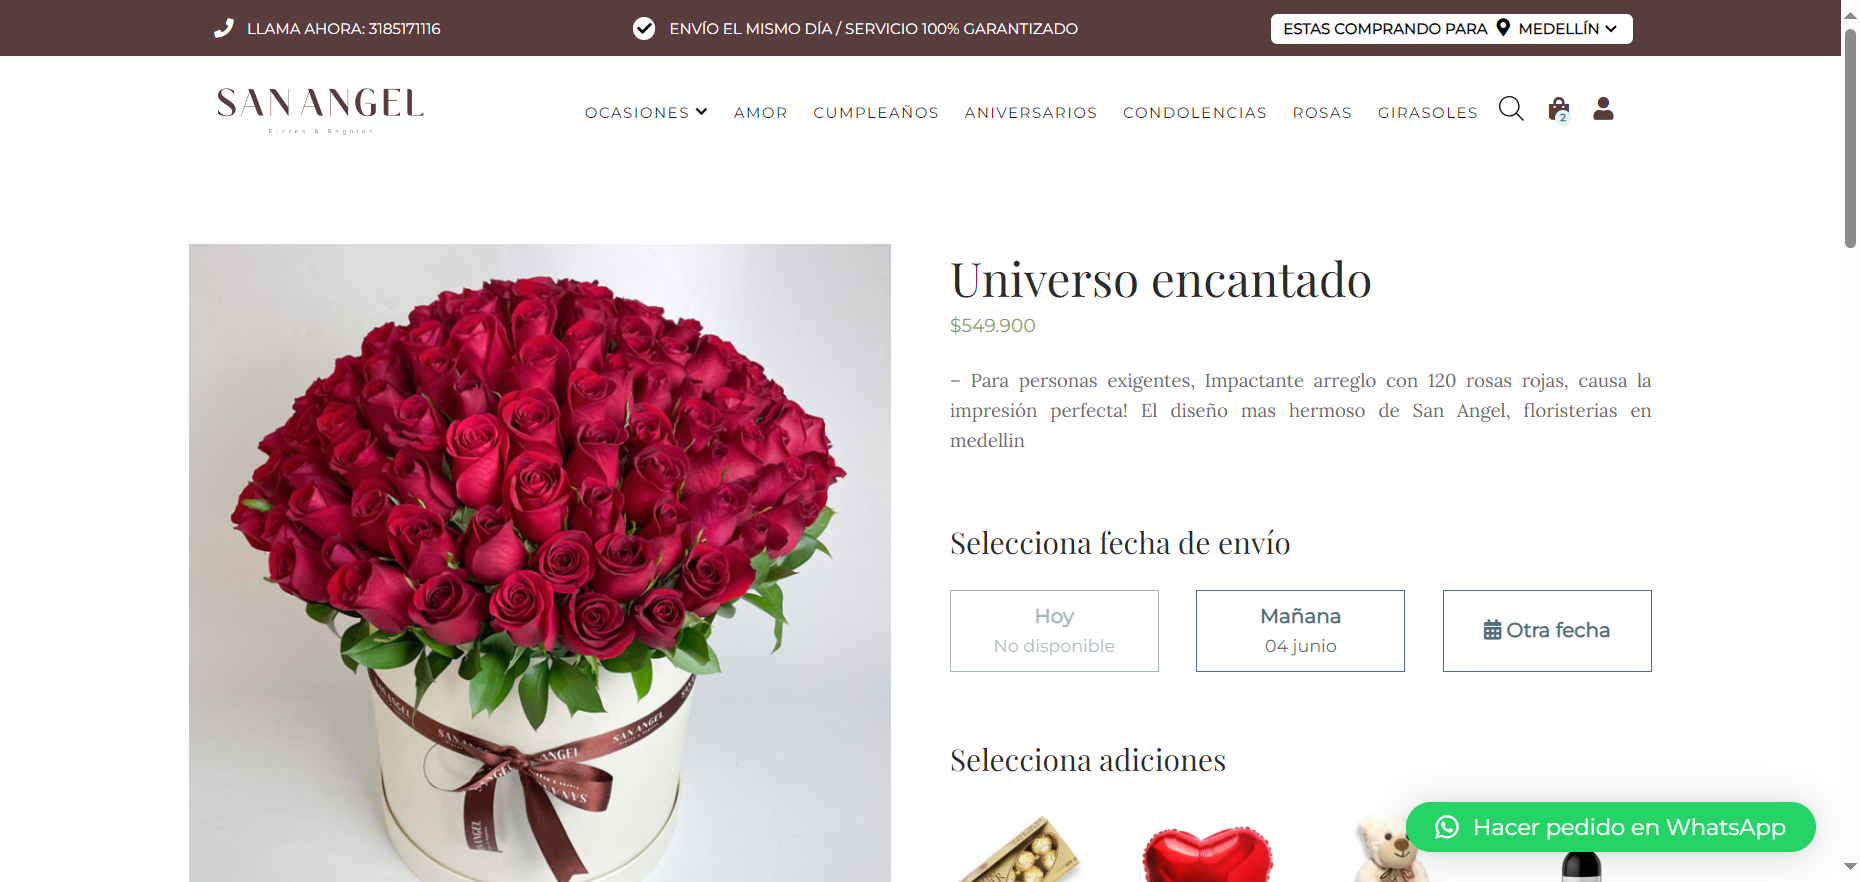 LLAMA AHORA: 3185171116
ENVÍO EL MISMO DÍA / SERVICIO 100% GARANTIZADO
ESTAS COMPRANDO PARA MEDELLÍN
SAN ANGEL
Flores & Regalos
OCASIONES
AMOR
CUMPLEAÑOS
ANIVERSARIOS
CONDOLENCIAS
ROSAS
GIRASOLES
2
Universo encantado
$549.900
– Para personas exigentes, Impactante arreglo con 120 rosas rojas, causa la
impresión perfecta! El diseño mas hermoso de San Angel, floristerias en
medellin
Selecciona fecha de envío
Hoy
No disponible
Mañana
04 junio
Otra fecha
Selecciona adiciones
Hacer pedido en WhatsApp
SAN ANGEL